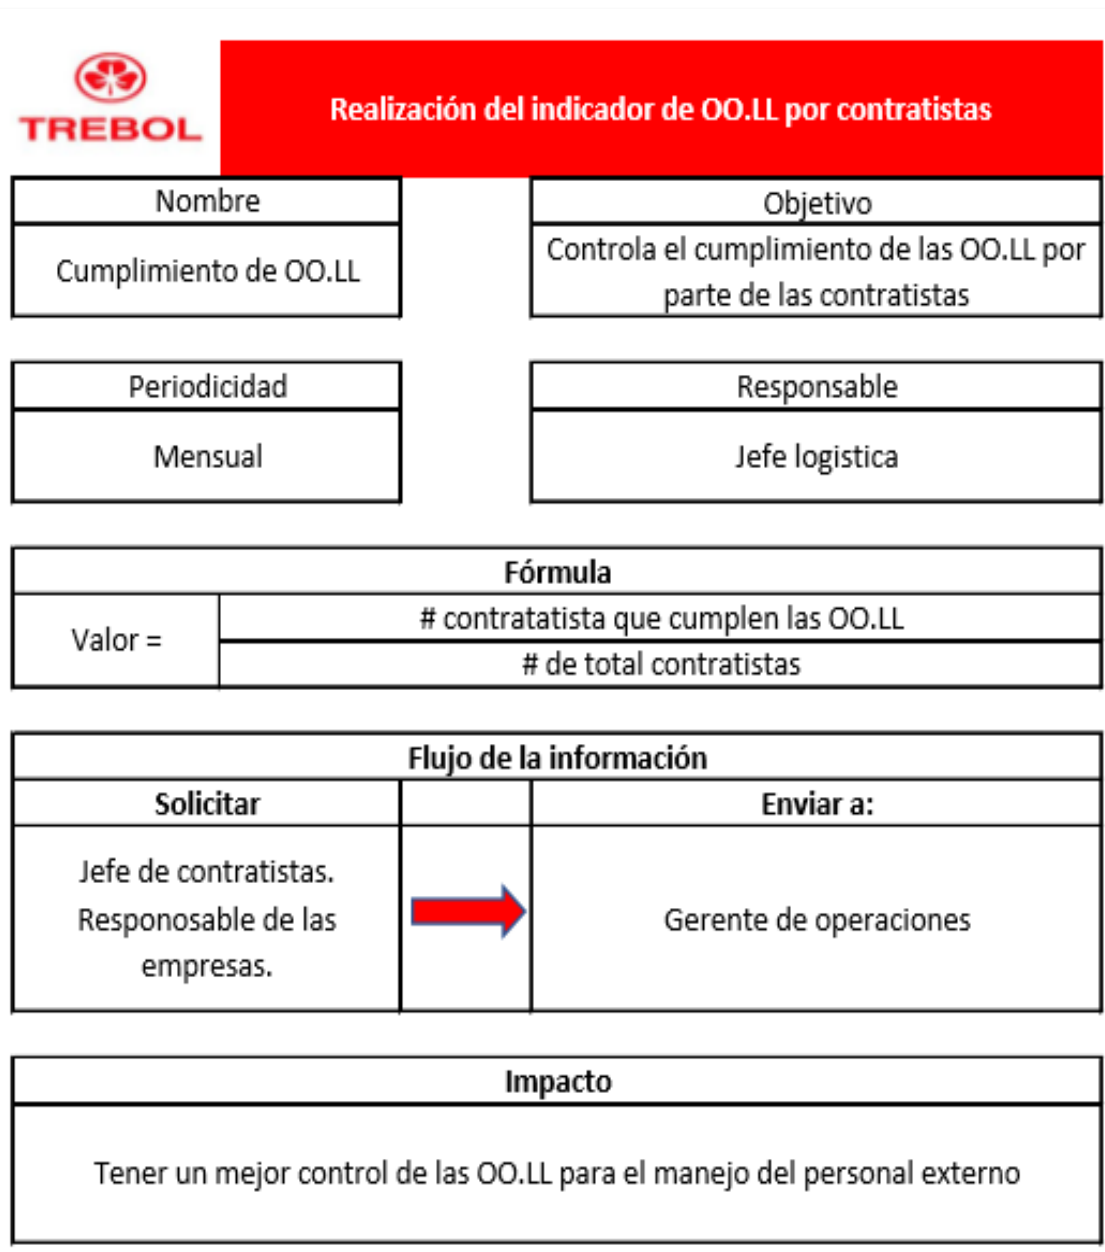 TREBOL
Realización del indicador de OO.LL por contratistas
Nombre
Objetivo
Cumplimiento de OO.LL
Controla el cumplimiento de las OO.LL por
parte de las contratistas
Periodicidad
Responsable
Mensual
Jefe logistica
Fórmula
Valor =
# contratatista que cumplen las OO.LL
# de total contratistas
Flujo de la información
Solicitar
Enviar a:
Jefe de contratistas.
Responosable de las
empresas.
Gerente de operaciones
Impacto
Tener un mejor control de las OO.LL para el manejo del personal externo